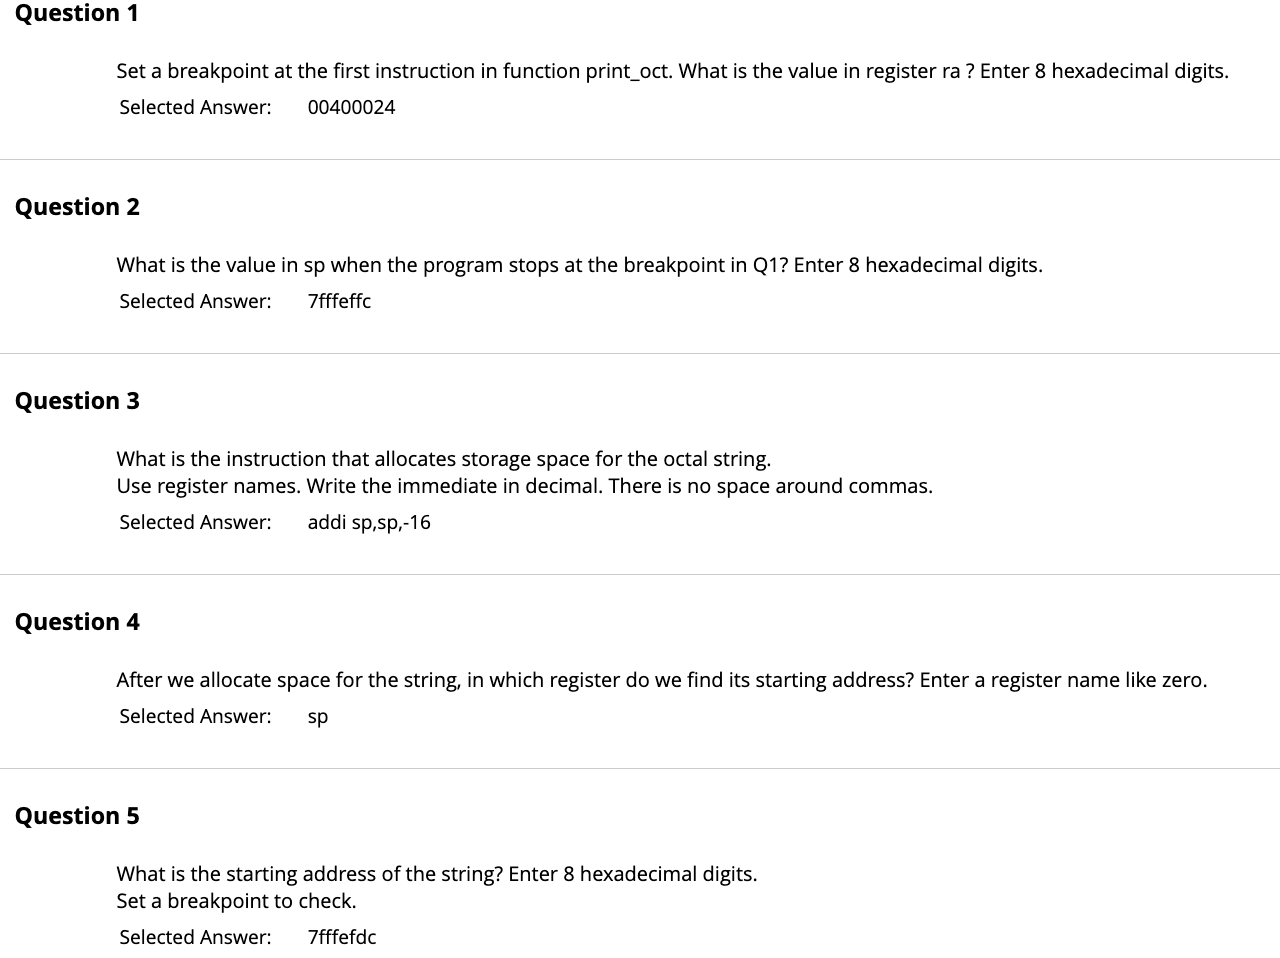 Question 1
Set a breakpoint at the first instruction in function print_oct. What is the value in register ra ? Enter 8 hexadecimal digits.
Selected Answer: 00400024
Question 2
What is the value in sp when the program stops at the breakpoint in Q1? Enter 8 hexadecimal digits.
Selected Answer: 7fffeffc
Question 3
What is the instruction that allocates storage space for the octal string.
Use register names. Write the immediate in decimal. There is no space around commas.
Selected Answer: addi sp,sp,-16
Question 4
After we allocate space for the string, in which register do we find its starting address? Enter a register name like zero.
Selected Answer: sp
Question 5
What is the starting address of the string? Enter 8 hexadecimal digits.
Set a breakpoint to check.
Selected Answer: 7fffefdc